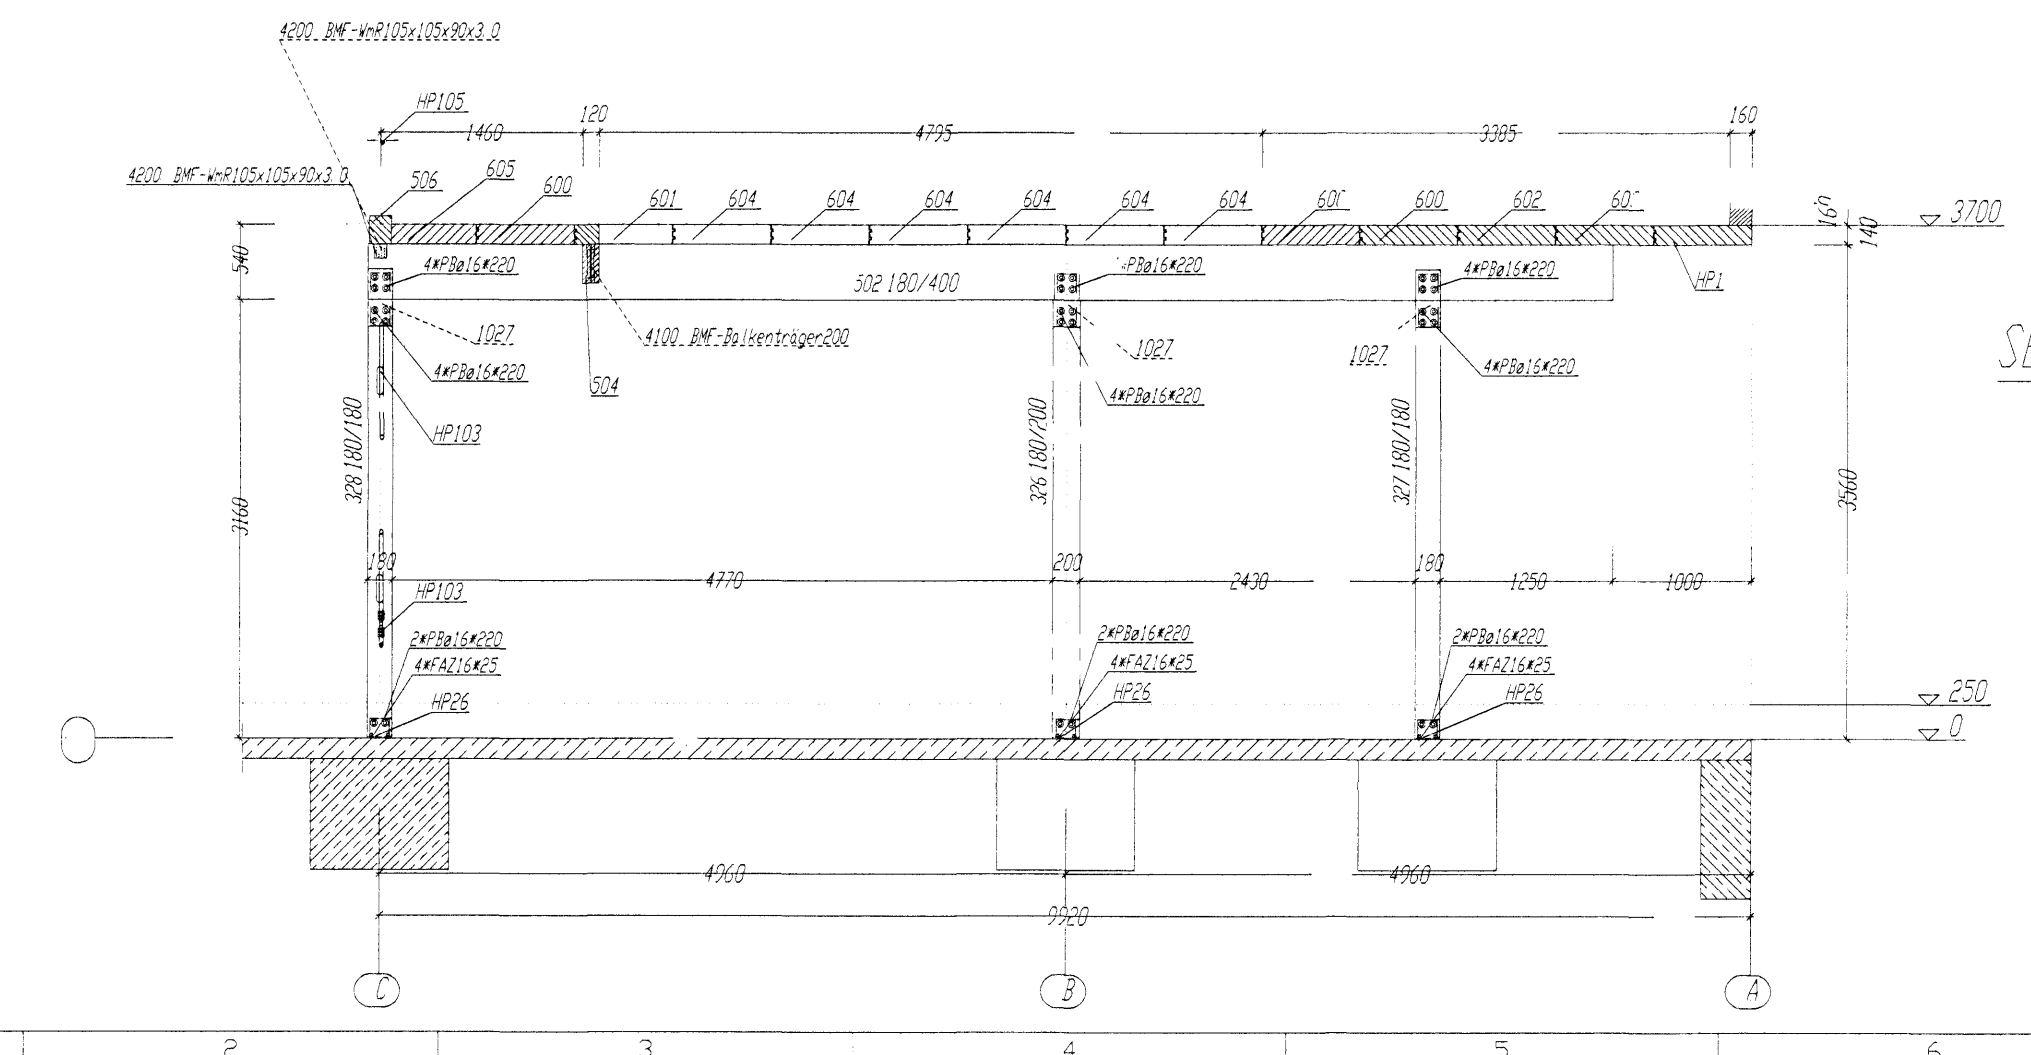 4200 BMF-WmR105x105x90x3.0
HP105
1460
120
4795
3385
160
4200 BMF-WmR105x105x90x3.0
506
605
600
601
604
604
604
604
604
604
600
602
160
140
3700
540
4*PBø16*220
502 180/400
*PBø16*220
4*PBø16*220
HP1
1027
4100 BMF-Balkenträger200
1027
1027
4*PBø16*220
504
4*PBø16*220
4*PBø16*220
HP103
328 180/180
326 180/200
327 180/180
3160
3560
180
4770
200
2430
180
1250
1000
HP103
2*PBø16*220
4*FAZ16*25
HP26
2*PBø16*220
4*FAZ16*25
HP26
2*PBø16*220
4*FAZ16*25
HP26
250
0
4960
4960
9920
C
B
A
2
3
4
5
6